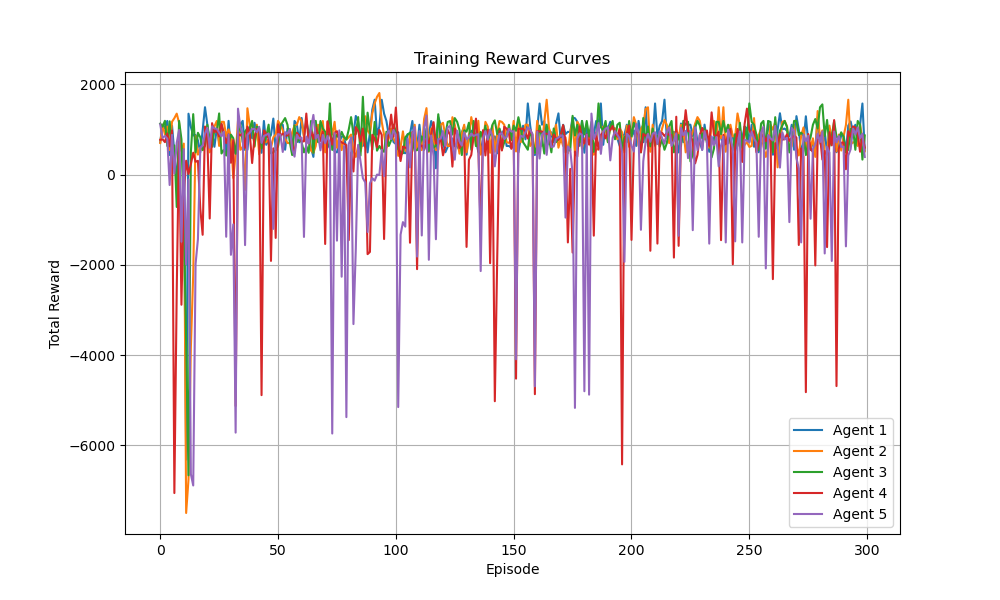 Training Reward Curves
2000
0
−2000
−4000
−6000
Total Reward
0
50
100
150
200
250
300
Episode
Agent 1
Agent 2
Agent 3
Agent 4
Agent 5